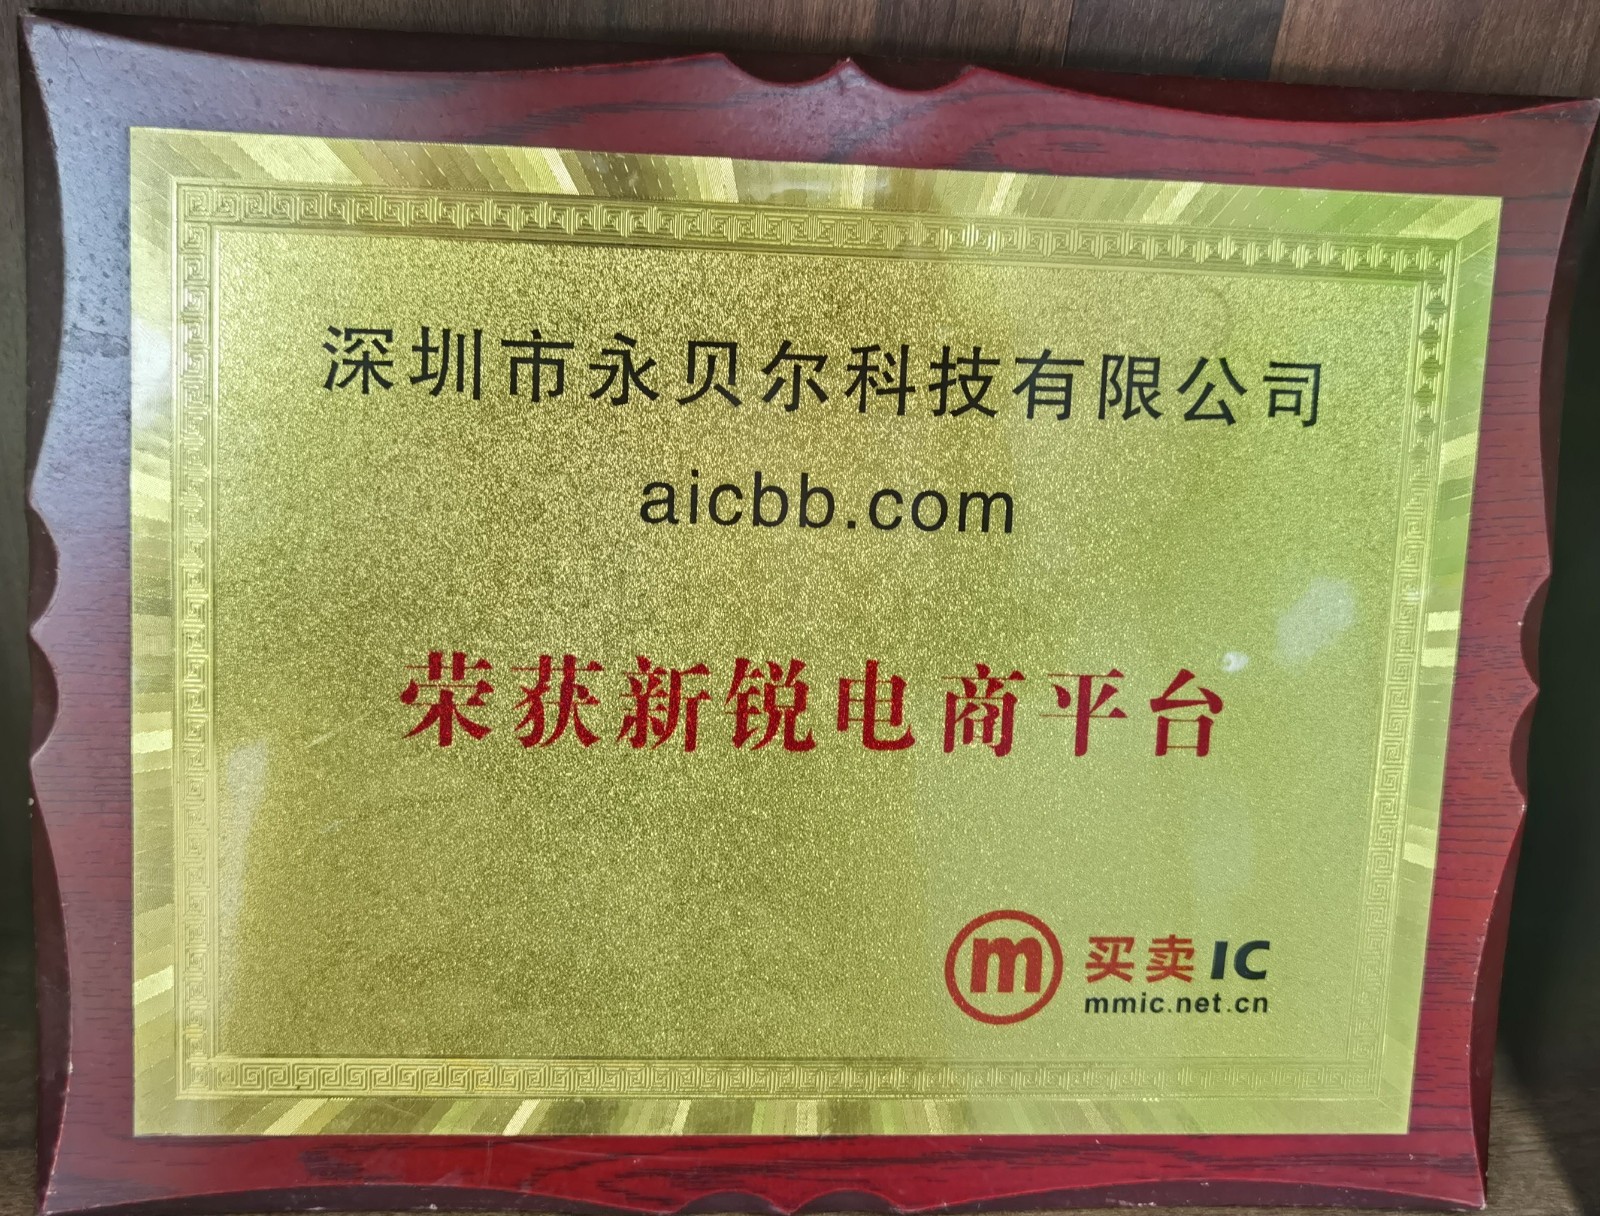 深圳市永贝尔科技有限公司
aicbb.com
荣获新锐电商平台
m 买卖IC
mmic.net.cn